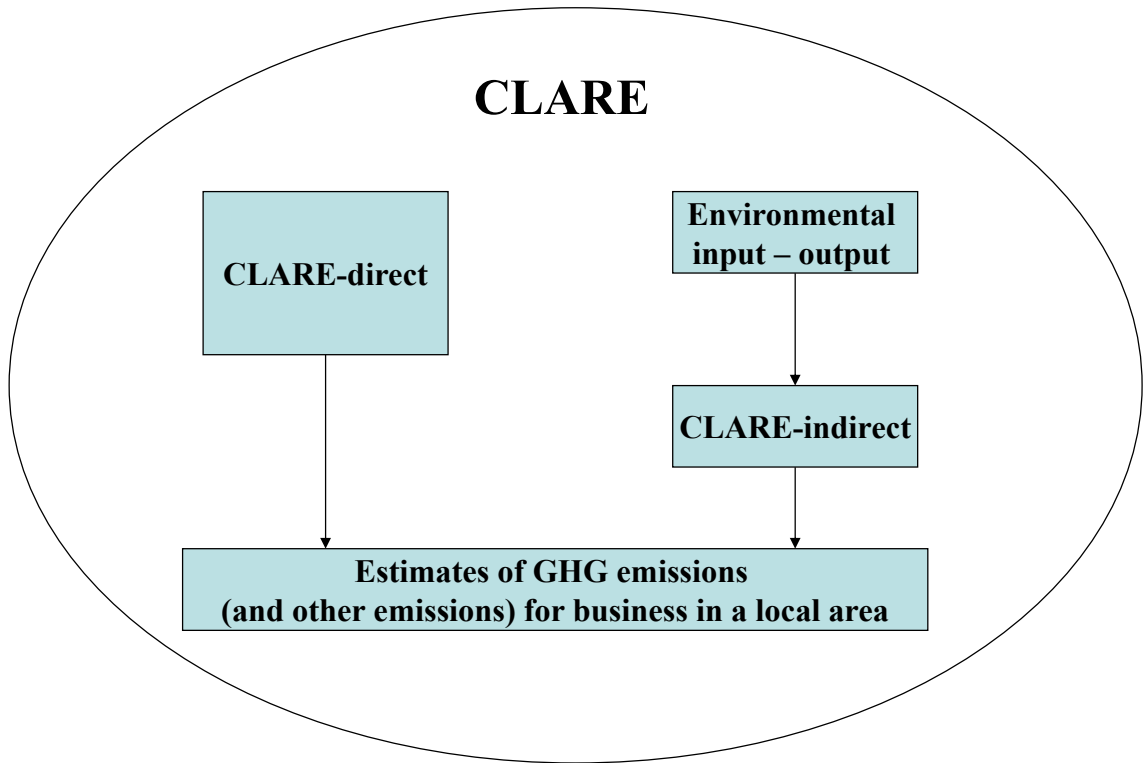 CLARE
CLARE-direct
Environmental
input – output
CLARE-indirect
Estimates of GHG emissions
(and other emissions) for business in a local area